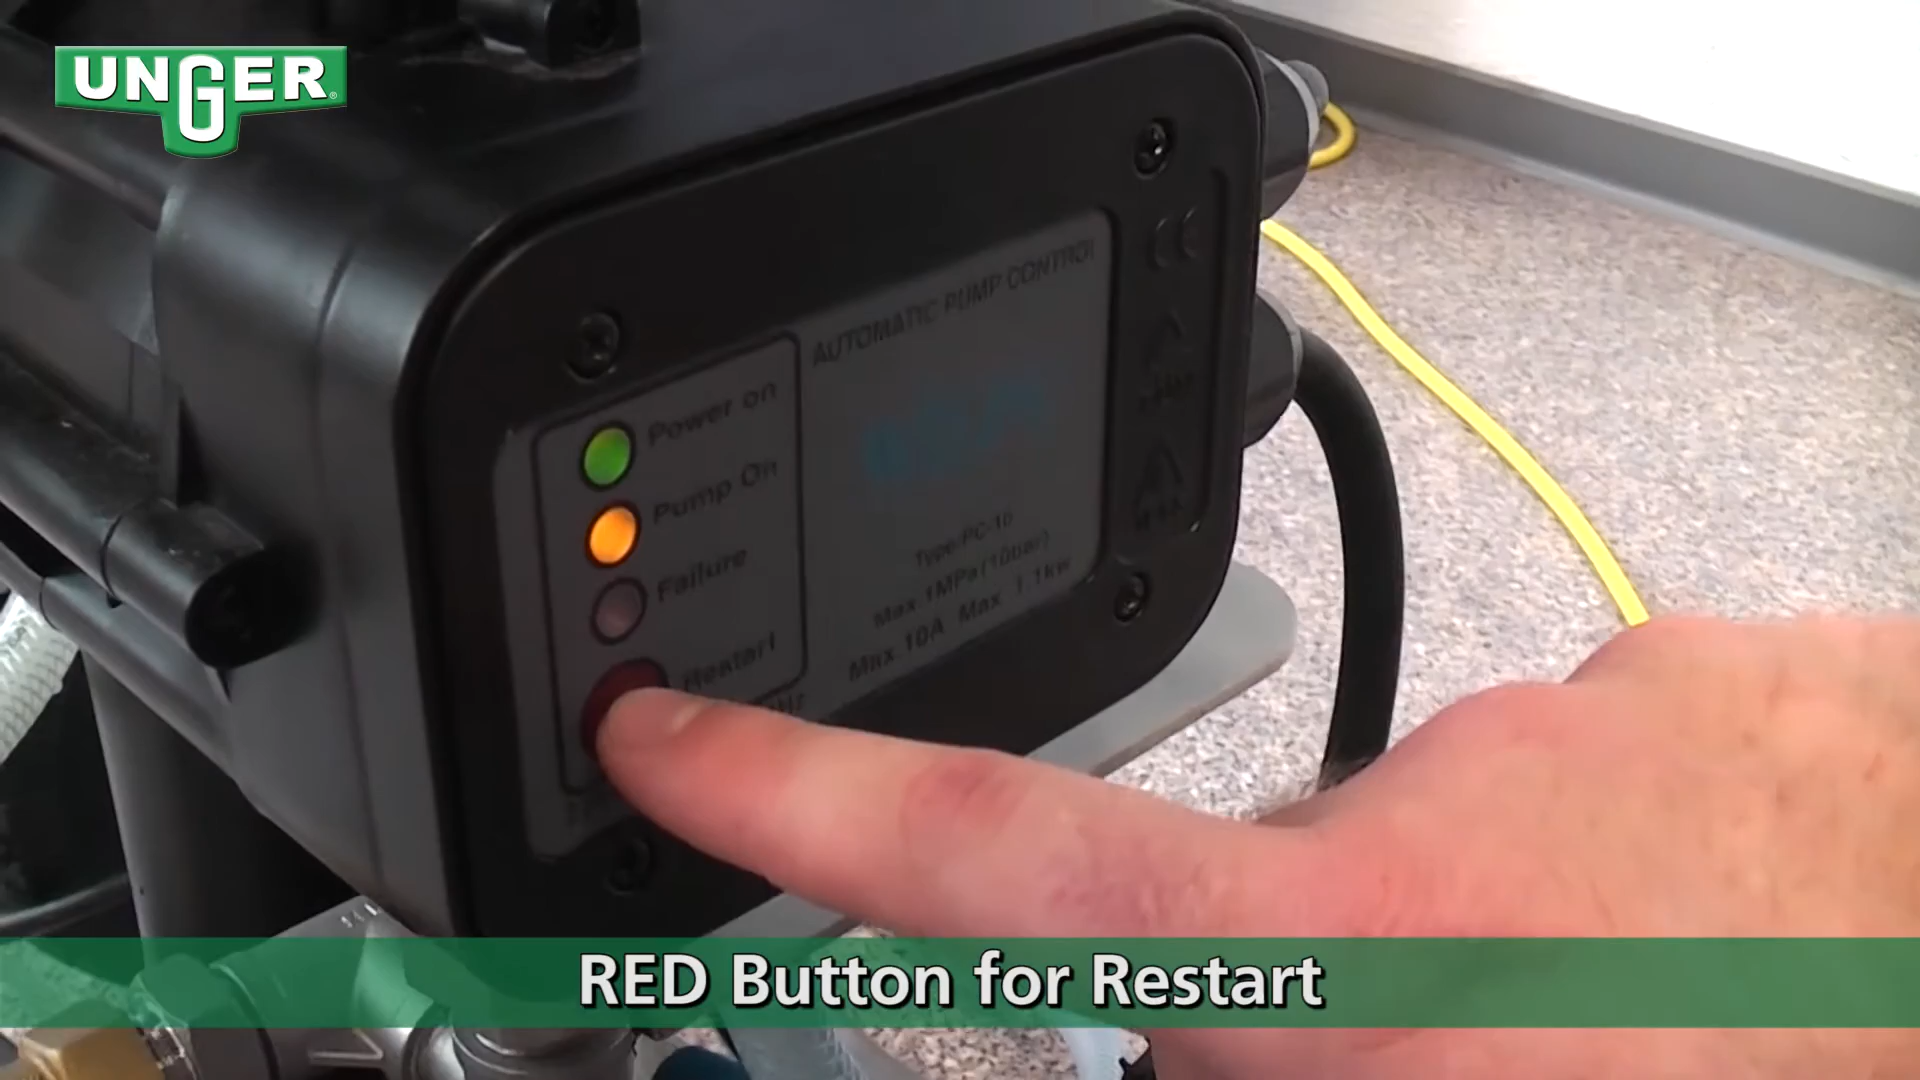 UNGER
AUTOMATIC PUMP CONTROL
Power on
Pump On
Failure
Restart
Type:PC-16
Max.1MPa(10bar)
Max.10A Max 1.1kw
RED Button for Restart